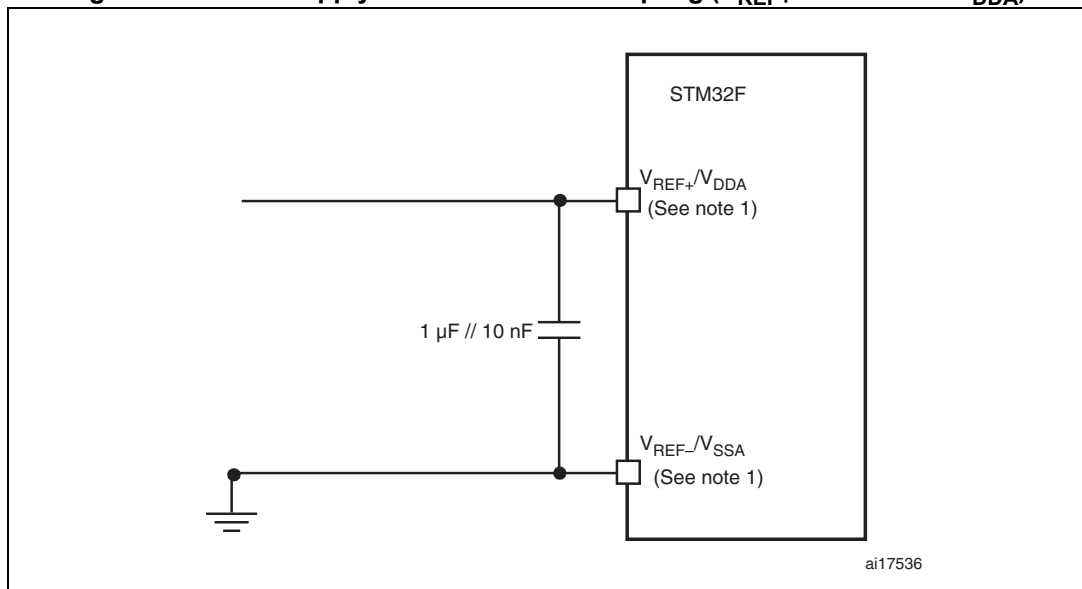 STM32F
VREF+/VDDA
(See note 1)
1 µF // 10 nF
VREF–/VSSA
(See note 1)
ai17536